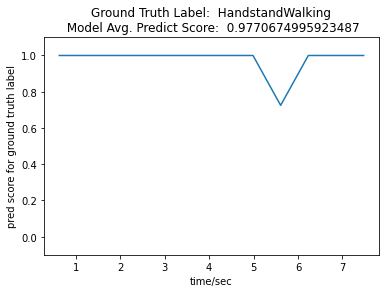 Ground Truth Label:  HandstandWalking
Model Avg. Predict Score:  0.9770674995923487
pred score for ground truth label
1.0
0.8
0.6
0.4
0.2
0.0
1 2 3 4 5 6 7
time/sec